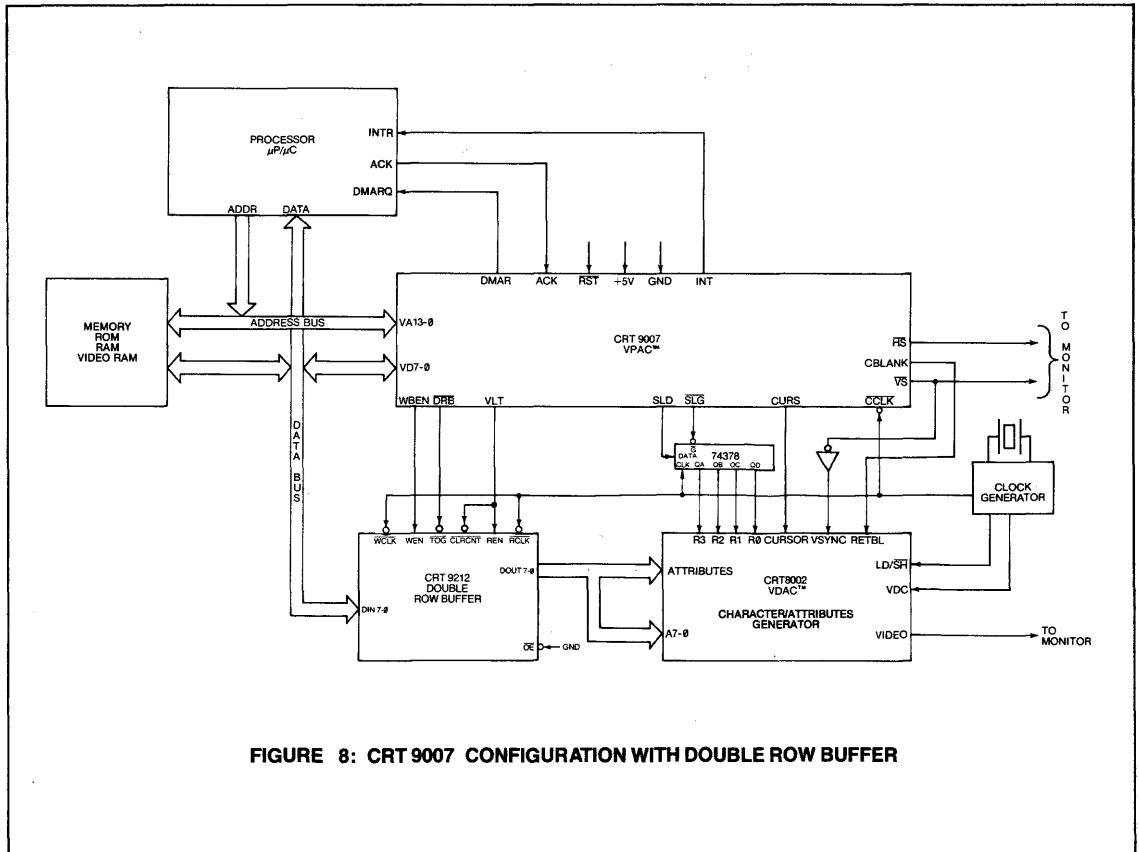 PROCESSOR
µP/µC
INTR
ACK
DMARQ
ADDR DATA
MEMORY
ROM
RAM
VIDEO RAM
ADDRESS BUS
DATA BUS
DMAR ACK RST +5V GND INT
VA13-0
VD7-0
CRT 9007
VPAC™
HS
CBLANK
VS
TO MONITOR
WBEN DRB VLT SLD SLG CURS CCLK
G
DATA 74378
CLK QA QB QC QD
CLOCK
GENERATOR
WCLK WEN TOG CLRCNT REN RCLK
DOUT 7-0
CRT 9212
DOUBLE
ROW BUFFER
DIN 7-0
OE GND
R3 R2 R1 R0 CURSOR VSYNC RETBL
ATTRIBUTES
A7-0
CRT8002
VDAC™
CHARACTER/ATTRIBUTES
GENERATOR
LD/SH
VDC
VIDEO
TO
MONITOR
FIGURE 8: CRT 9007 CONFIGURATION WITH DOUBLE ROW BUFFER